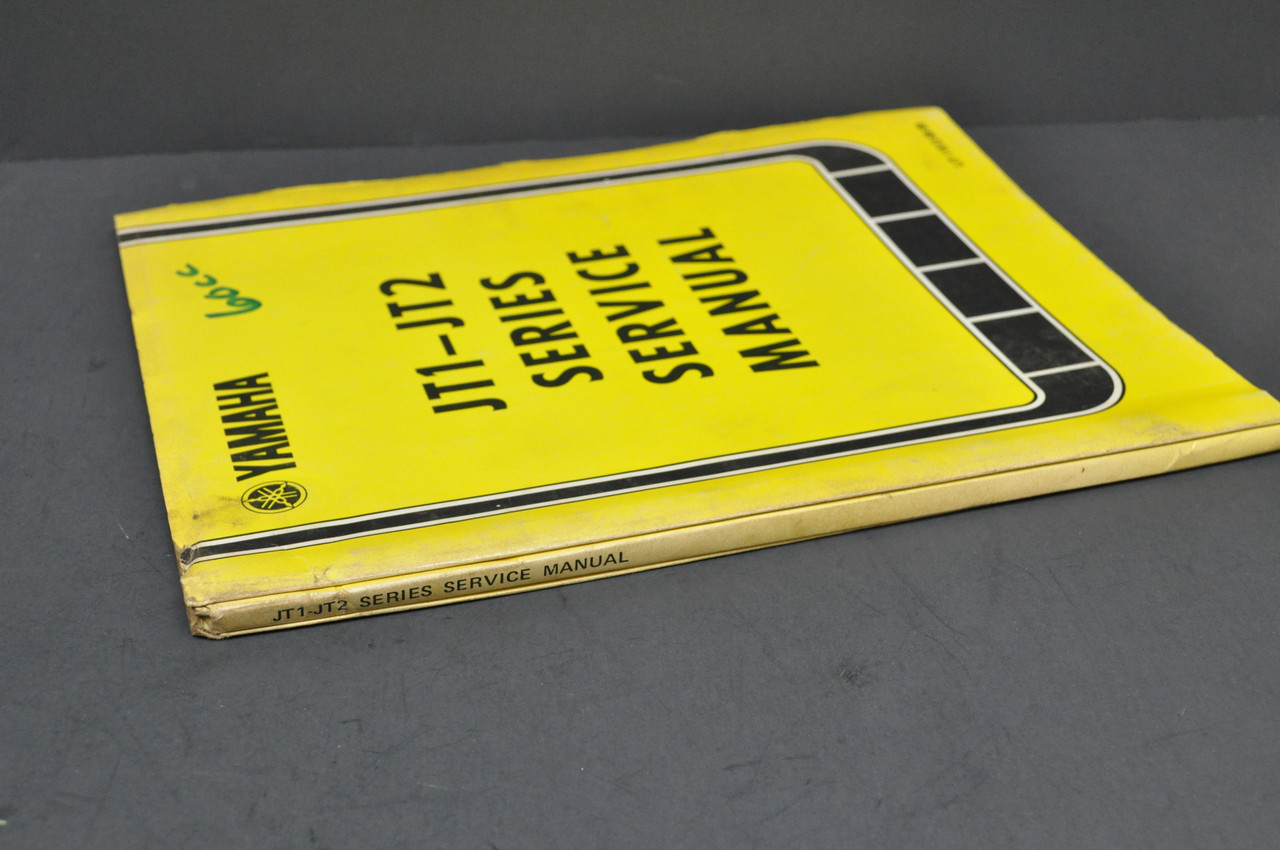 YAMAHA
60cc
JT1-JT2
SERIES
SERVICE
MANUAL
JT1-JT2 SERIES SERVICE MANUAL